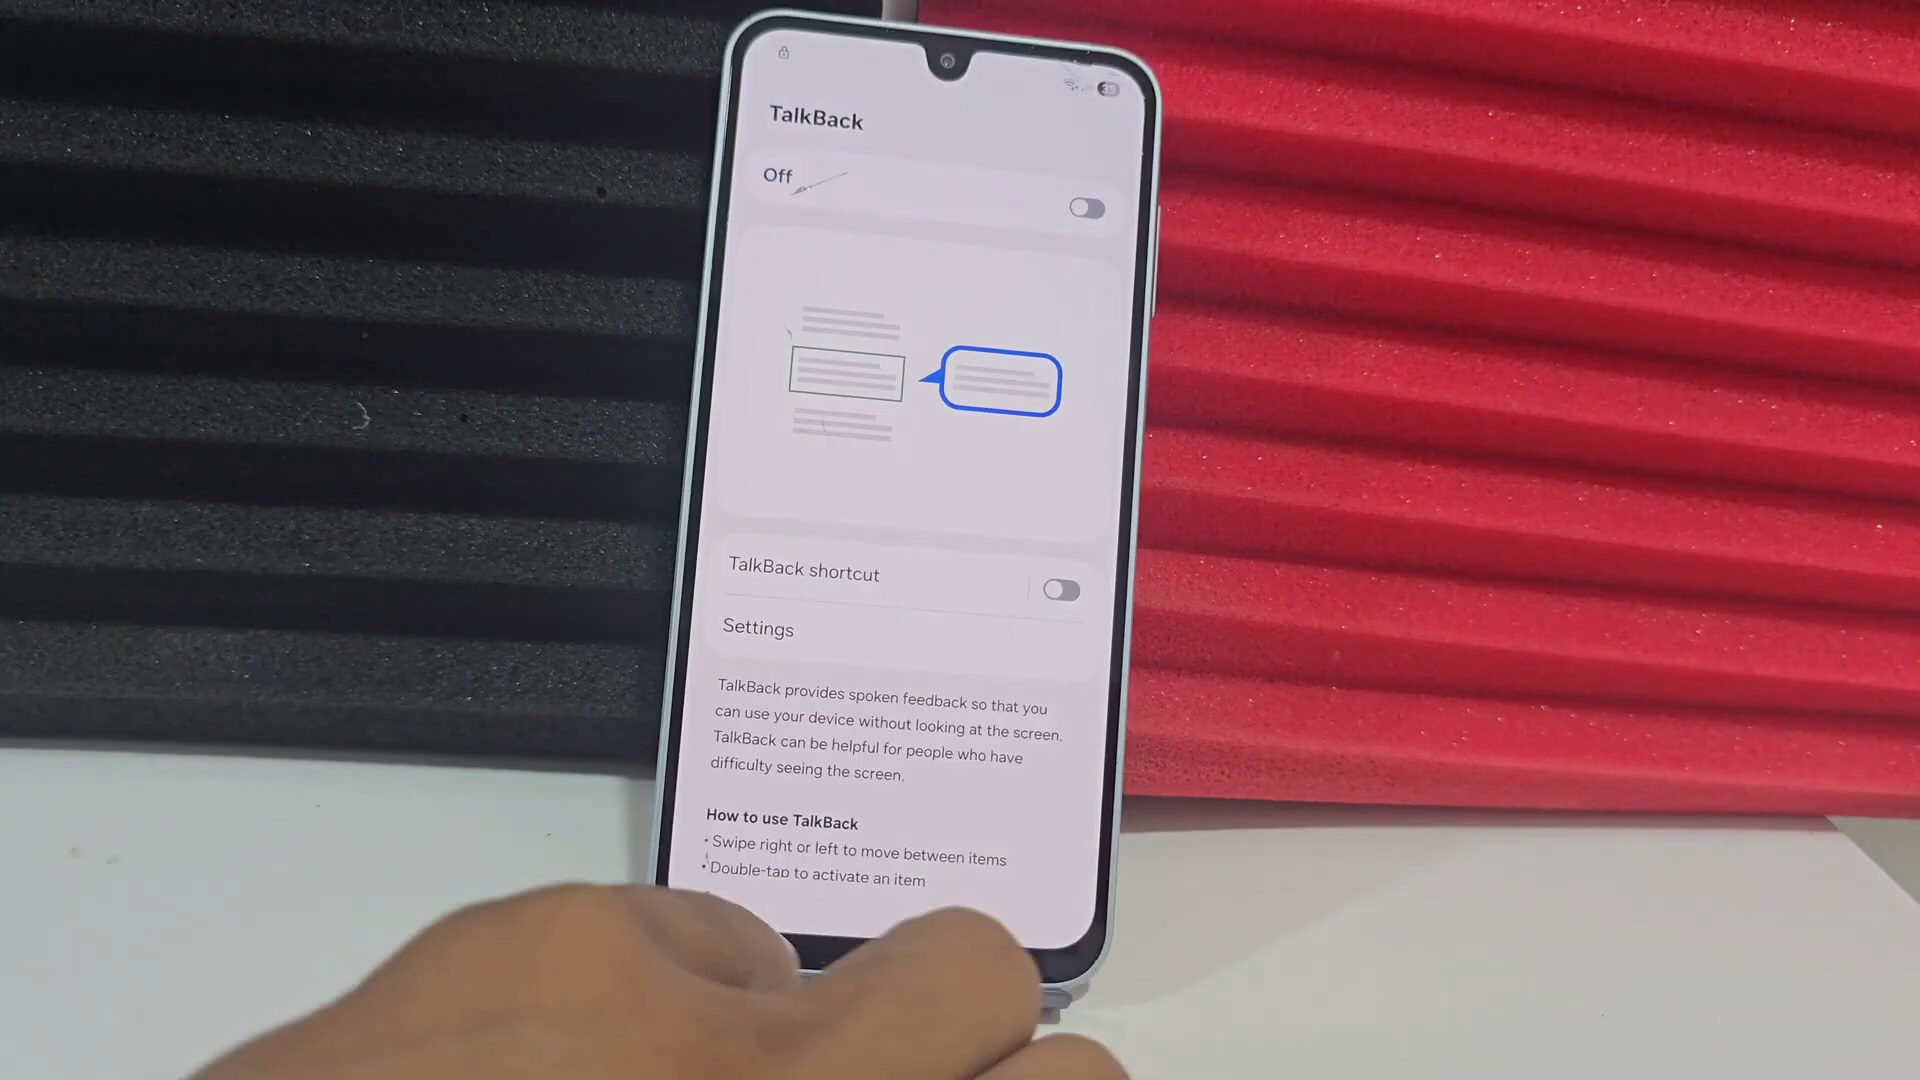 39
TalkBack
Off
TalkBack shortcut
Settings
TalkBack provides spoken feedback so that you
can use your device without looking at the screen.
TalkBack can be helpful for people who have
difficulty seeing the screen.
How to use TalkBack
• Swipe right or left to move between items
• Double-tap to activate an item